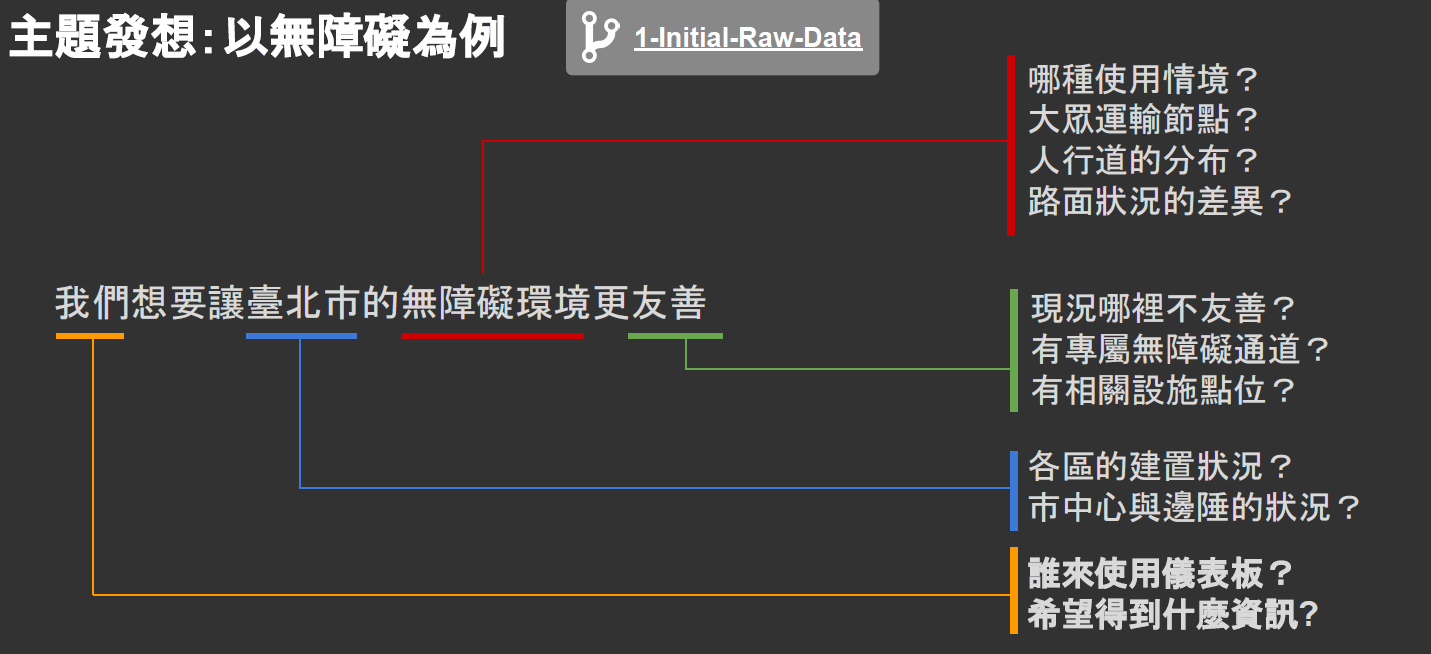 主題發想：以無障礙為例
1-Initial-Raw-Data
哪種使用情境？
大眾運輸節點？
人行道的分布？
路面狀況的差異？
我們想要讓臺北市的無障礙環境更友善
現況哪裡不友善？
有專屬無障礙通道？
有相關設施點位？
各區的建置狀況？
市中心與邊陲的狀況？
誰來使用儀表板？
希望得到什麼資訊?